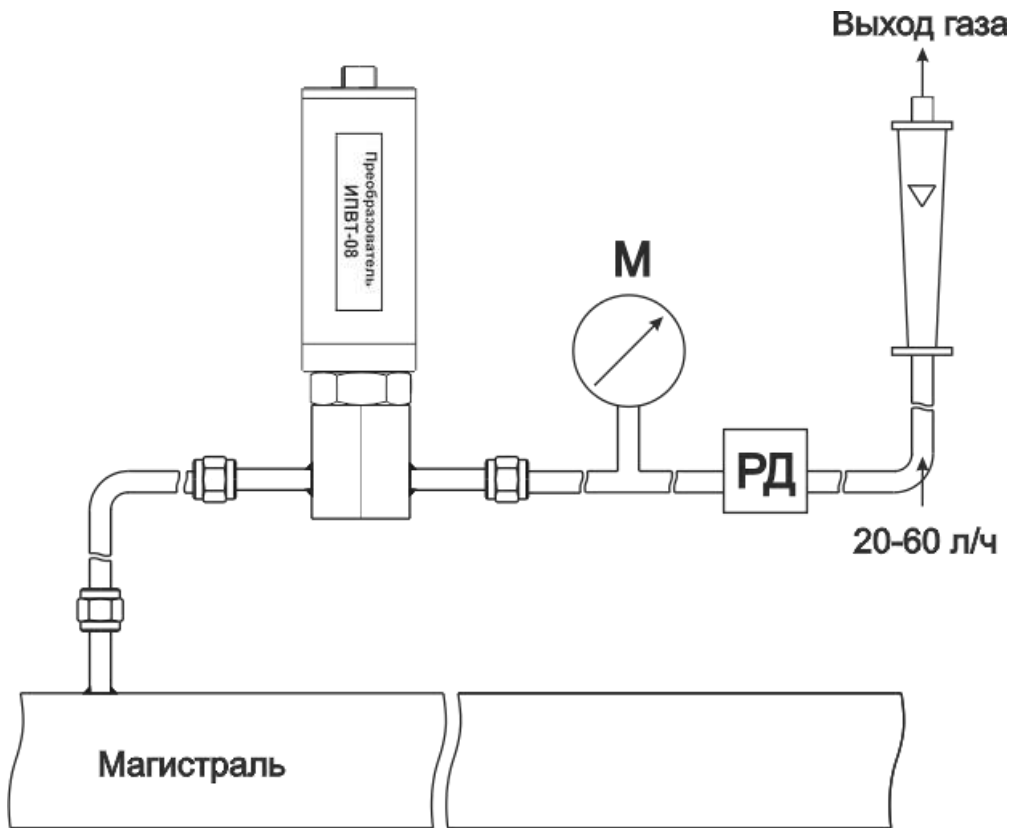 Выход газа
Преобразователь
ИПВТ-08
М
РД
20-60 л/ч
Магистраль